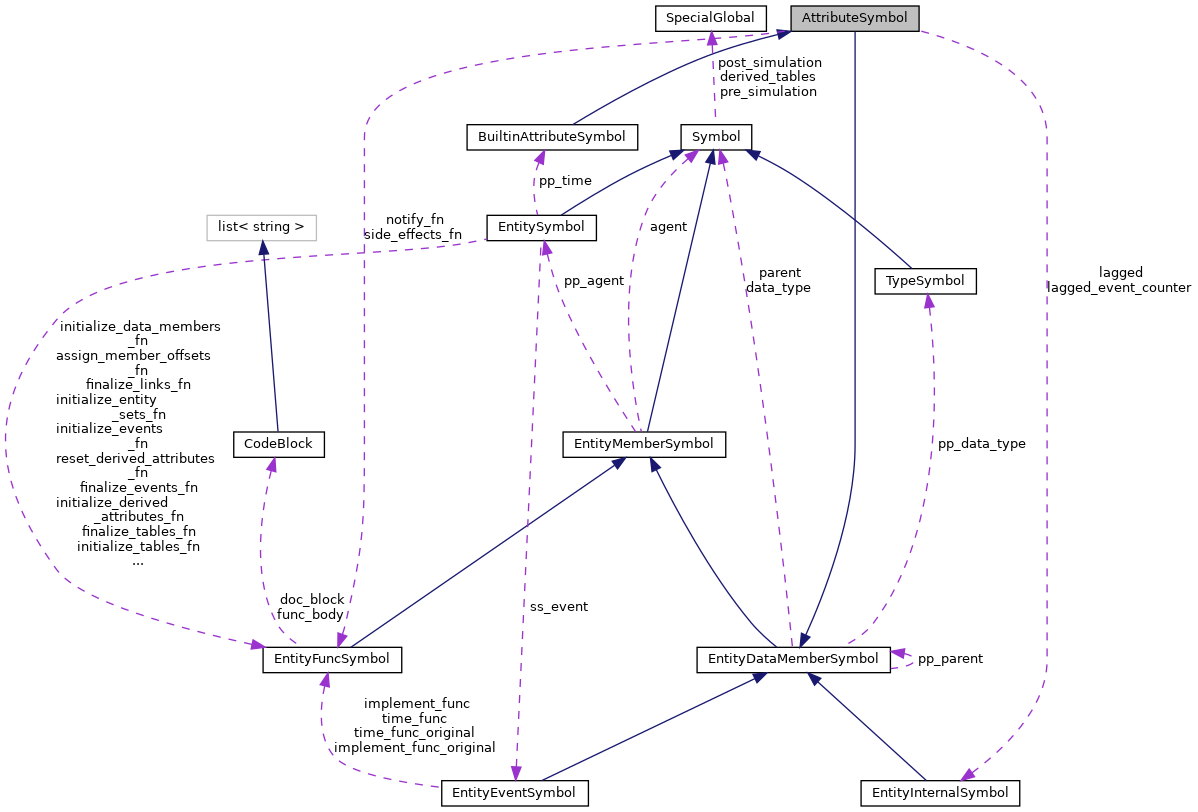 SpecialGlobal
AttributeSymbol
post_simulation
derived_tables
pre_simulation
BuiltinAttributeSymbol
Symbol
pp_time
list< string >
notify_fn
side_effects_fn
EntitySymbol
agent
pp_agent
parent
data_type
TypeSymbol
lagged
lagged_event_counter
initialize_data_members
_fn
assign_member_offsets
_fn
finalize_links_fn
initialize_entity
_sets_fn
initialize_events
_fn
reset_derived_attributes
_fn
finalize_events_fn
initialize_derived
_attributes_fn
finalize_tables_fn
initialize_tables_fn
...
CodeBlock
EntityMemberSymbol
pp_data_type
doc_block
func_body
ss_event
EntityFuncSymbol
EntityDataMemberSymbol
pp_parent
implement_func
time_func
time_func_original
implement_func_original
EntityEventSymbol
EntityInternalSymbol